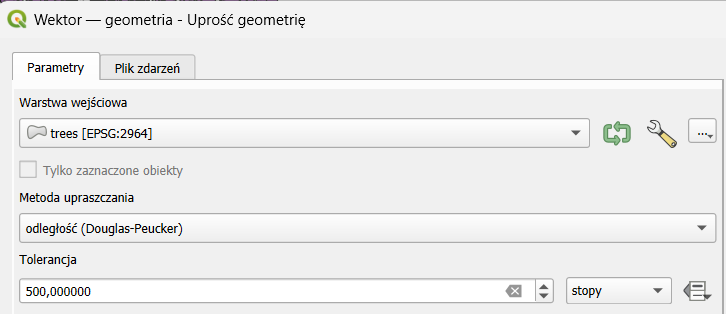 Wektor — geometria - Uprość geometrię
Parametry
Plik zdarzeń
Warstwa wejściowa
trees [EPSG:2964]
...
Tylko zaznaczone obiekty
Metoda upraszczania
odległość (Douglas-Peucker)
Tolerancja
500,000000
stopy